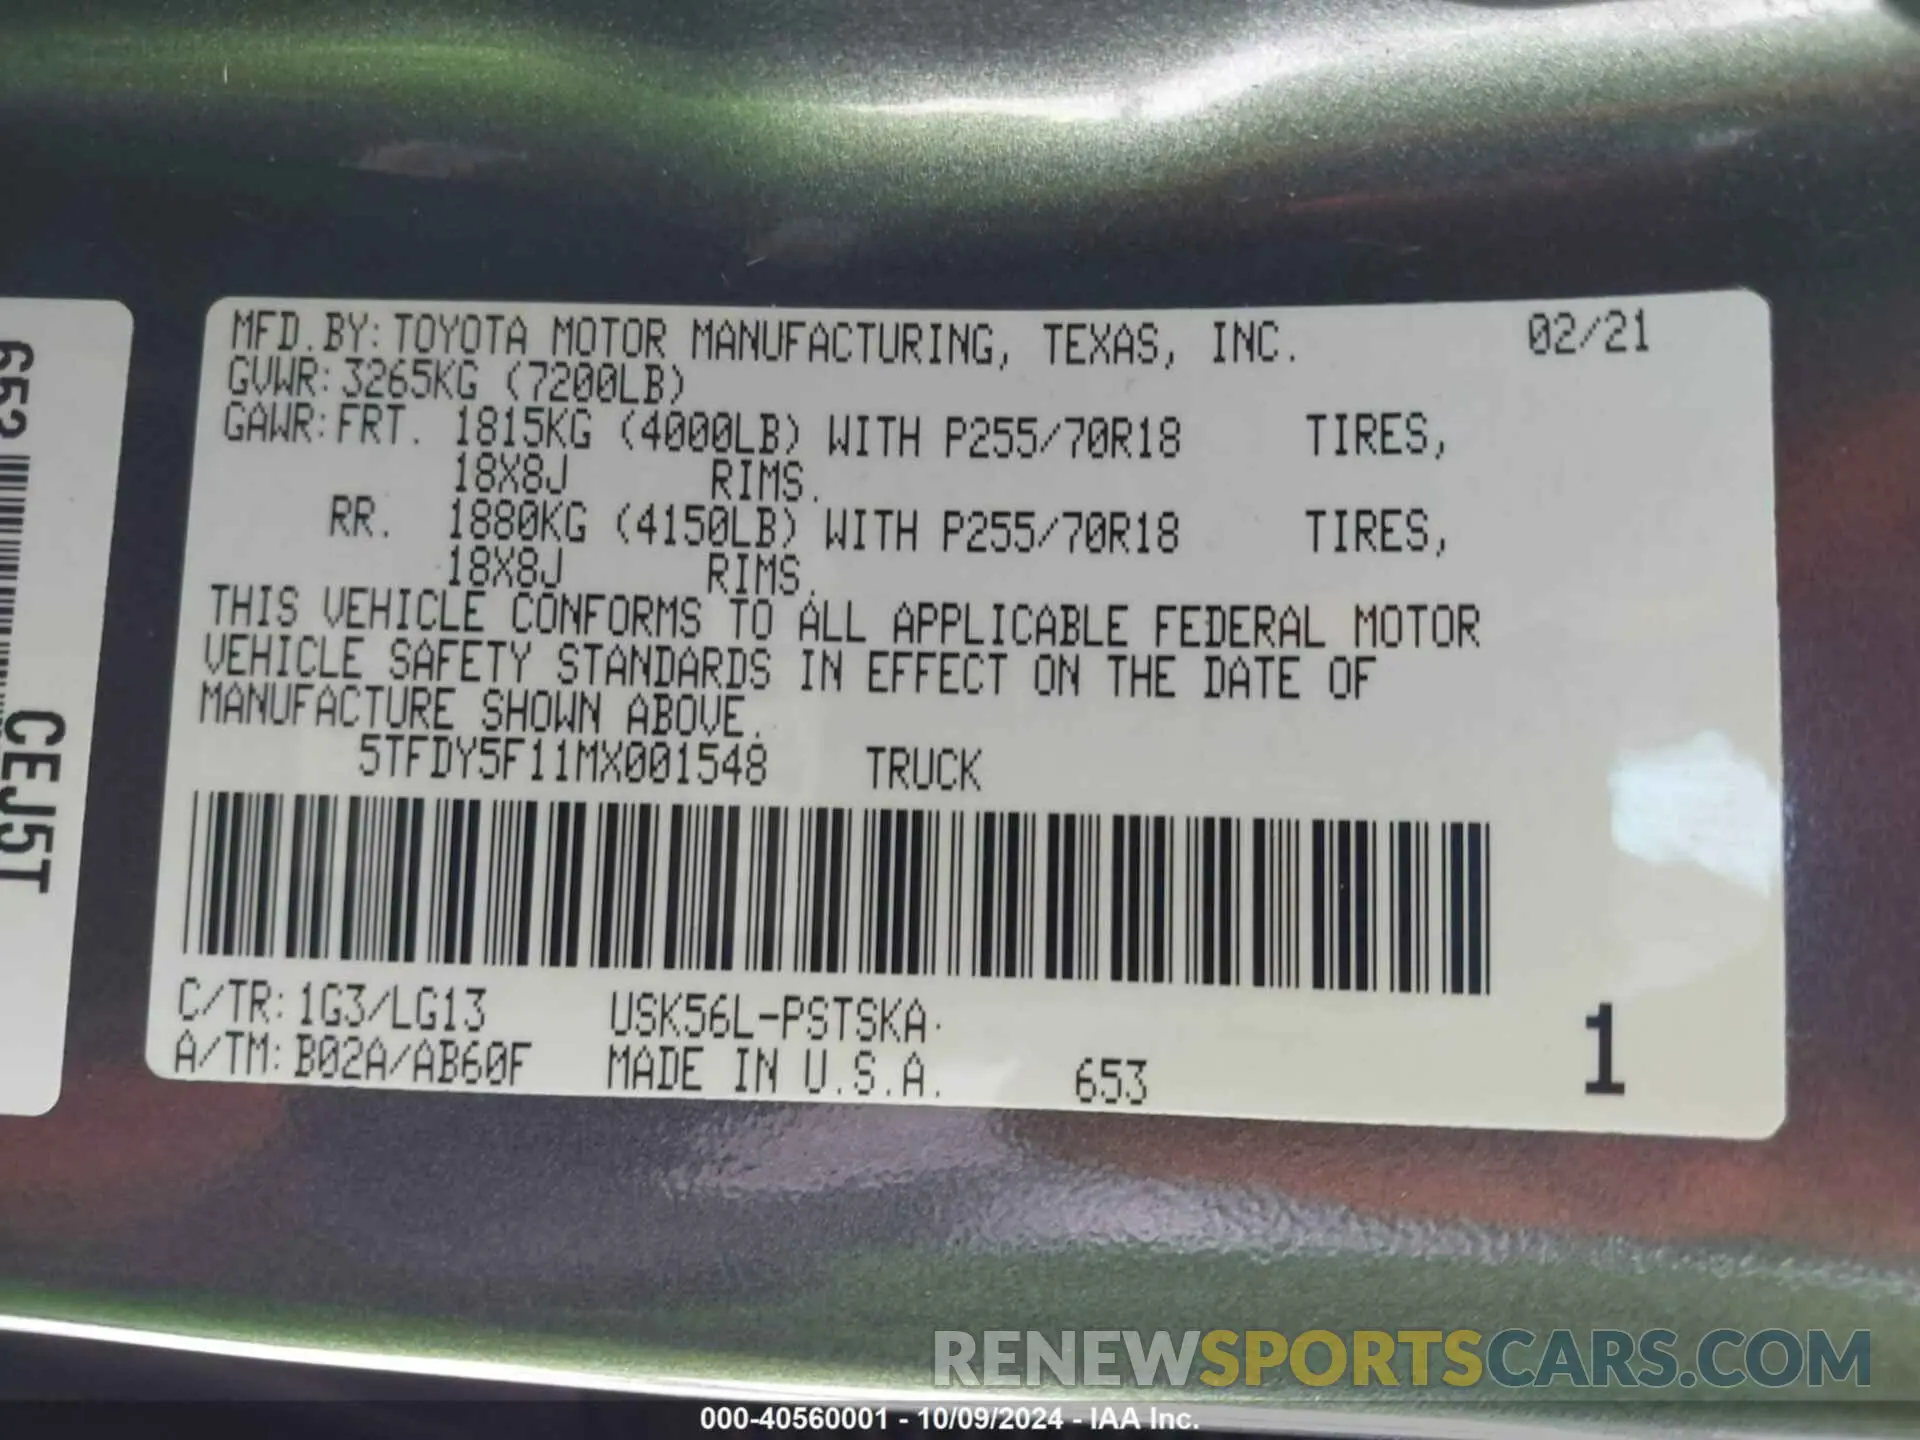 MFD.BY:TOYOTA MOTOR MANUFACTURING, TEXAS, INC. 02/21
GVWR:3265KG (7200LB)
GAWR:FRT. 1815KG (4000LB) WITH P255/70R18 TIRES,
18X8J RIMS.
RR. 1880KG (4150LB) WITH P255/70R18 TIRES,
18X8J RIMS.
THIS VEHICLE CONFORMS TO ALL APPLICABLE FEDERAL MOTOR
VEHICLE SAFETY STANDARDS IN EFFECT ON THE DATE OF
MANUFACTURE SHOWN ABOVE.
5TFDY5F11MX001548 TRUCK
C/TR:1G3/LG13 USK56L-PSTSKA
A/TM:B02A/AB60F MADE IN U.S.A. 653 1
652
CEJ5T
RENEWSPORTSCARS.COM
000-40560001 - 10/09/2024 - IAA Inc.